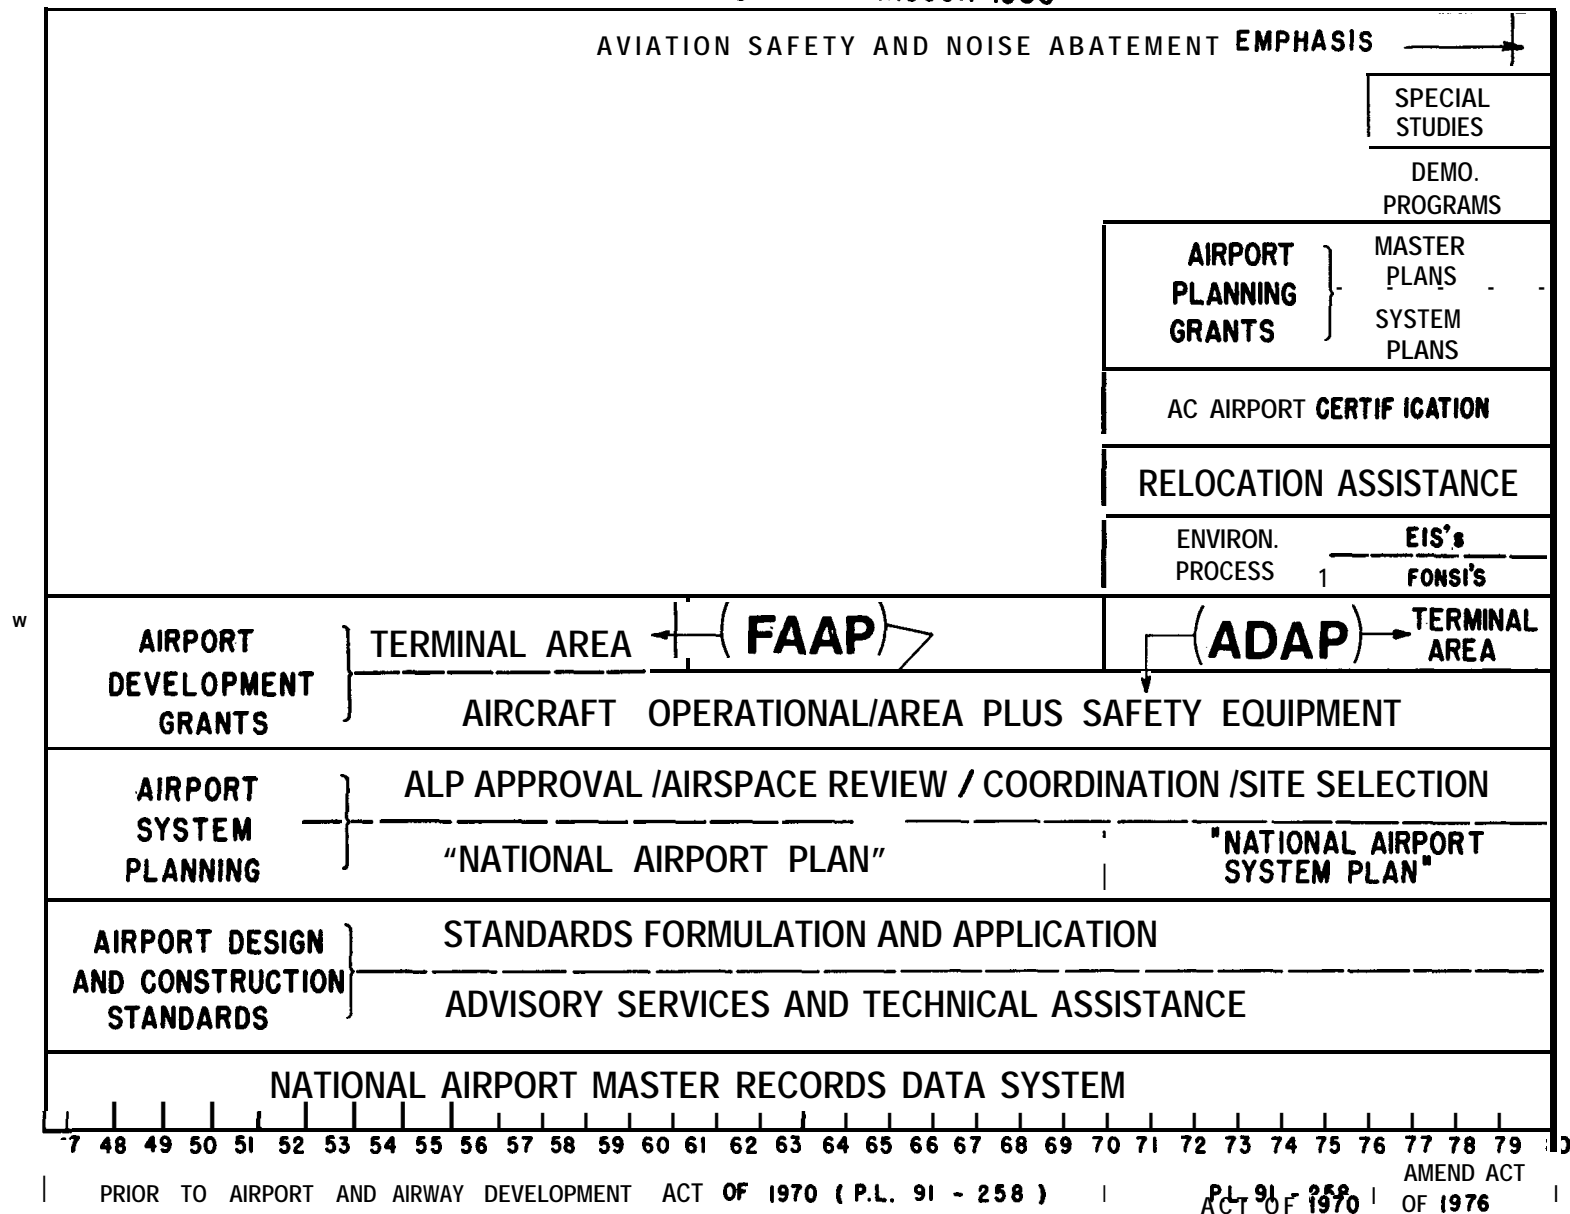 AVIATION SAFETY AND NOISE ABATEMENT EMPHASIS
SPECIAL
STUDIES
DEMO.
PROGRAMS
AIRPORT
PLANNING
GRANTS
MASTER
PLANS
SYSTEM
PLANS
AC AIRPORT CERTIF ICATION
RELOCATION ASSISTANCE
ENVIRON.
PROCESS 1
EIS's
FONSI'S
w
AIRPORT
DEVELOPMENT
GRANTS
TERMINAL AREA
(FAAP)
(ADAP)
TERMINAL
AREA
AIRCRAFT OPERATIONAL/AREA PLUS SAFETY EQUIPMENT
AIRPORT
SYSTEM
PLANNING
ALP APPROVAL /AIRSPACE REVIEW / COORDINATION /SITE SELECTION
“NATIONAL AIRPORT PLAN”
"NATIONAL AIRPORT
SYSTEM PLAN"
AIRPORT DESIGN
AND CONSTRUCTION
STANDARDS
STANDARDS FORMULATION AND APPLICATION
ADVISORY SERVICES AND TECHNICAL ASSISTANCE
NATIONAL AIRPORT MASTER RECORDS DATA SYSTEM
48 49 50 51 52 53 54 55 56 57 58 59 60 61 62 63 64 65 66 67 68 69 70 71 72 73 74 75 76 77 78 79
PRIOR TO AIRPORT AND AIRWAY DEVELOPMENT ACT OF 1970 ( P.L. 91 - 258 )
P.L. 91 - 258
ACT OF 1970
AMEND ACT
OF 1976